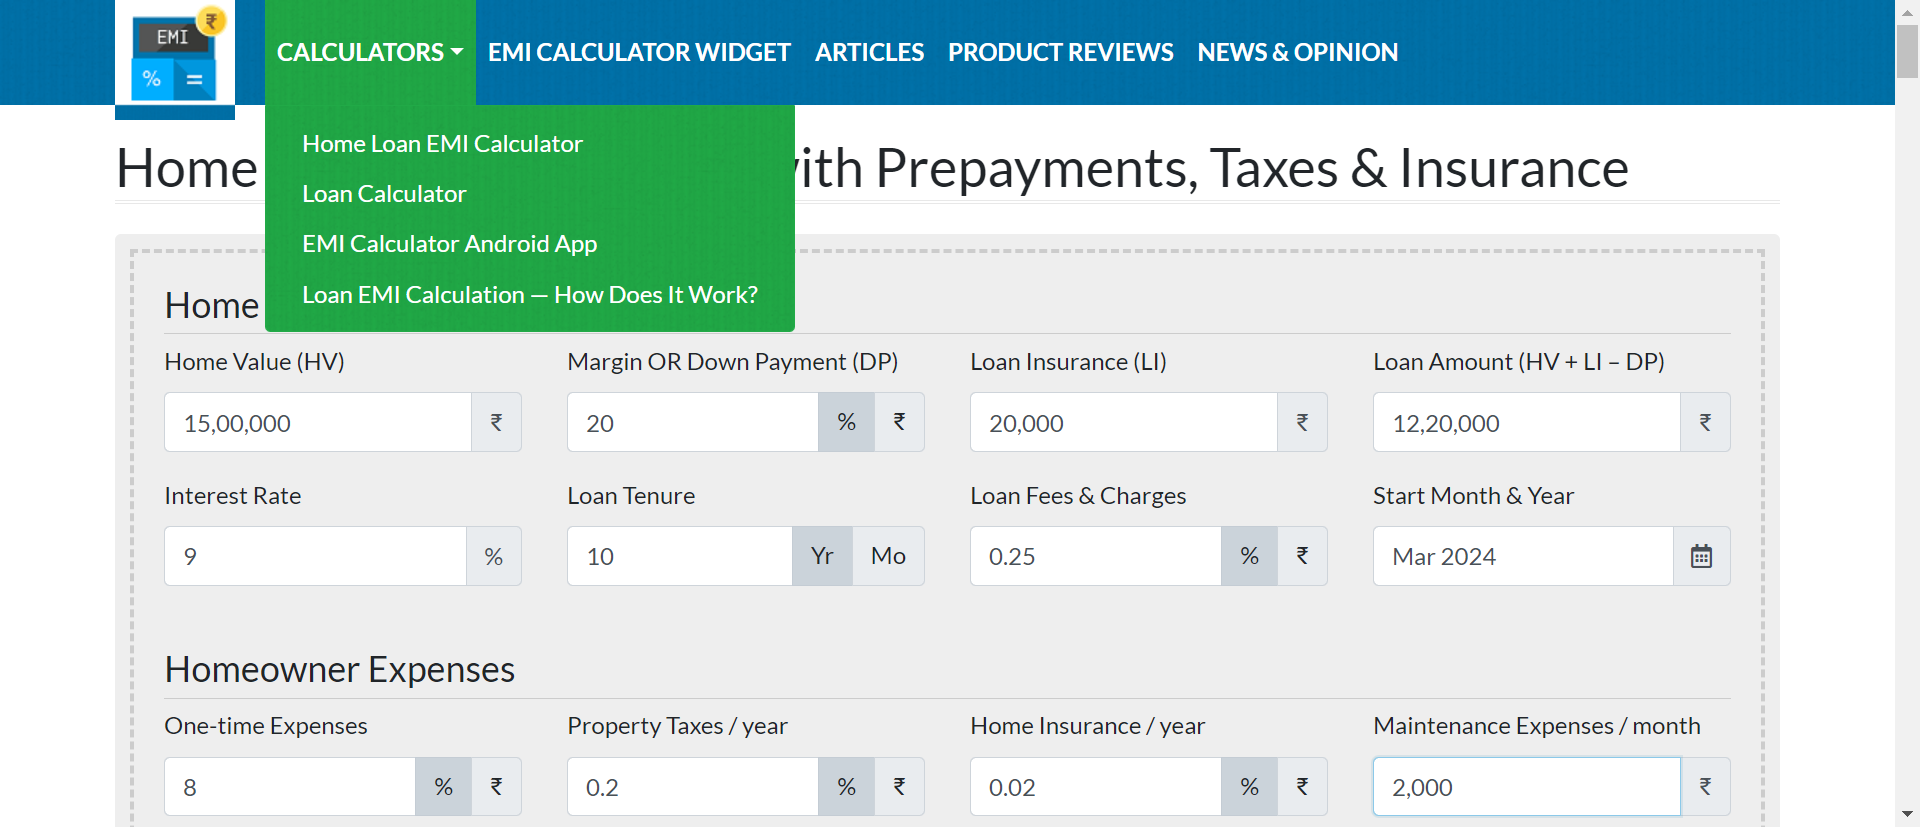 EMI
₹
%
=
CALCULATORS
EMI CALCULATOR WIDGET
ARTICLES
PRODUCT REVIEWS
NEWS & OPINION
Home Loan EMI Calculator
Loan Calculator
EMI Calculator Android App
Loan EMI Calculation — How Does It Work?
Home
ith Prepayments, Taxes & Insurance
Home
Home Value (HV)
Margin OR Down Payment (DP)
Loan Insurance (LI)
Loan Amount (HV + LI – DP)
15,00,000 ₹
20 % ₹
20,000 ₹
12,20,000 ₹
Interest Rate
Loan Tenure
Loan Fees & Charges
Start Month & Year
9 %
10 Yr Mo
0.25 % ₹
Mar 2024
Homeowner Expenses
One-time Expenses
Property Taxes / year
Home Insurance / year
Maintenance Expenses / month
8 % ₹
0.2 % ₹
0.02 % ₹
2,000 ₹